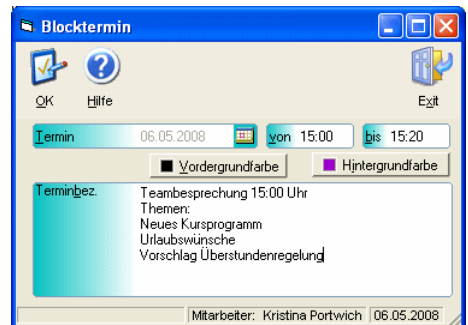 Blocktermin
OK Hilfe Exit
Termin 06.05.2008 von 15:00 bis 15:20
Vordergrundfarbe Hintergrundfarbe
Terminbez. Teambesprechung 15:00 Uhr
Themen:
Neues Kursprogramm
Urlaubswünsche
Vorschlag Überstundenregelung
Mitarbeiter: Kristina Portwich 06.05.2008